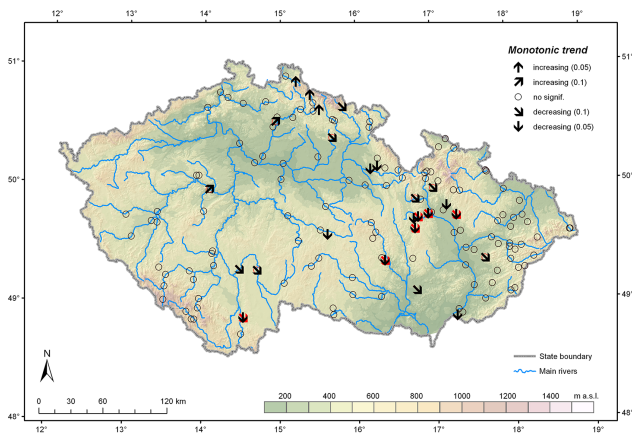 12° 13° 14° 15° 16° 17° 18° 19°
51° 51°
50° 50°
49° 49°
48° 48°
Monotonic trend
increasing (0.05)
increasing (0.1)
no signif.
decreasing (0.1)
decreasing (0.05)
N
0 30 60 120 km
State boundary
Main rivers
200 400 600 800 1000 1200 1400 m a.s.l.
12° 13° 14° 15° 16° 17° 18°